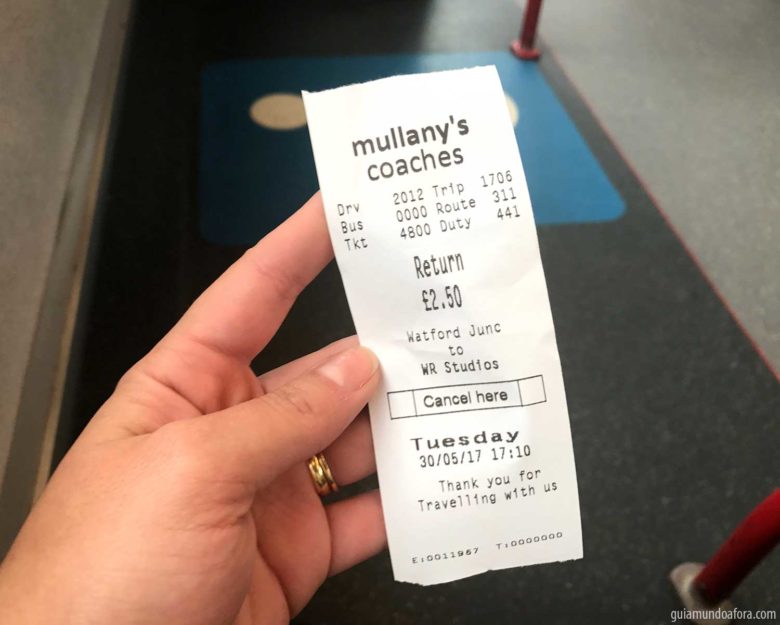 mullany's
coaches
Drv 2012 Trip 1706
Bus 0000 Route 311
Tkt 4800 Duty 441
Return
£2.50
Watford Junc
to
WR Studios
Cancel here
Tuesday
30/05/17 17:10
Thank you for
Travelling with us
E:0011967 T:0000000
guiamundoafora.com